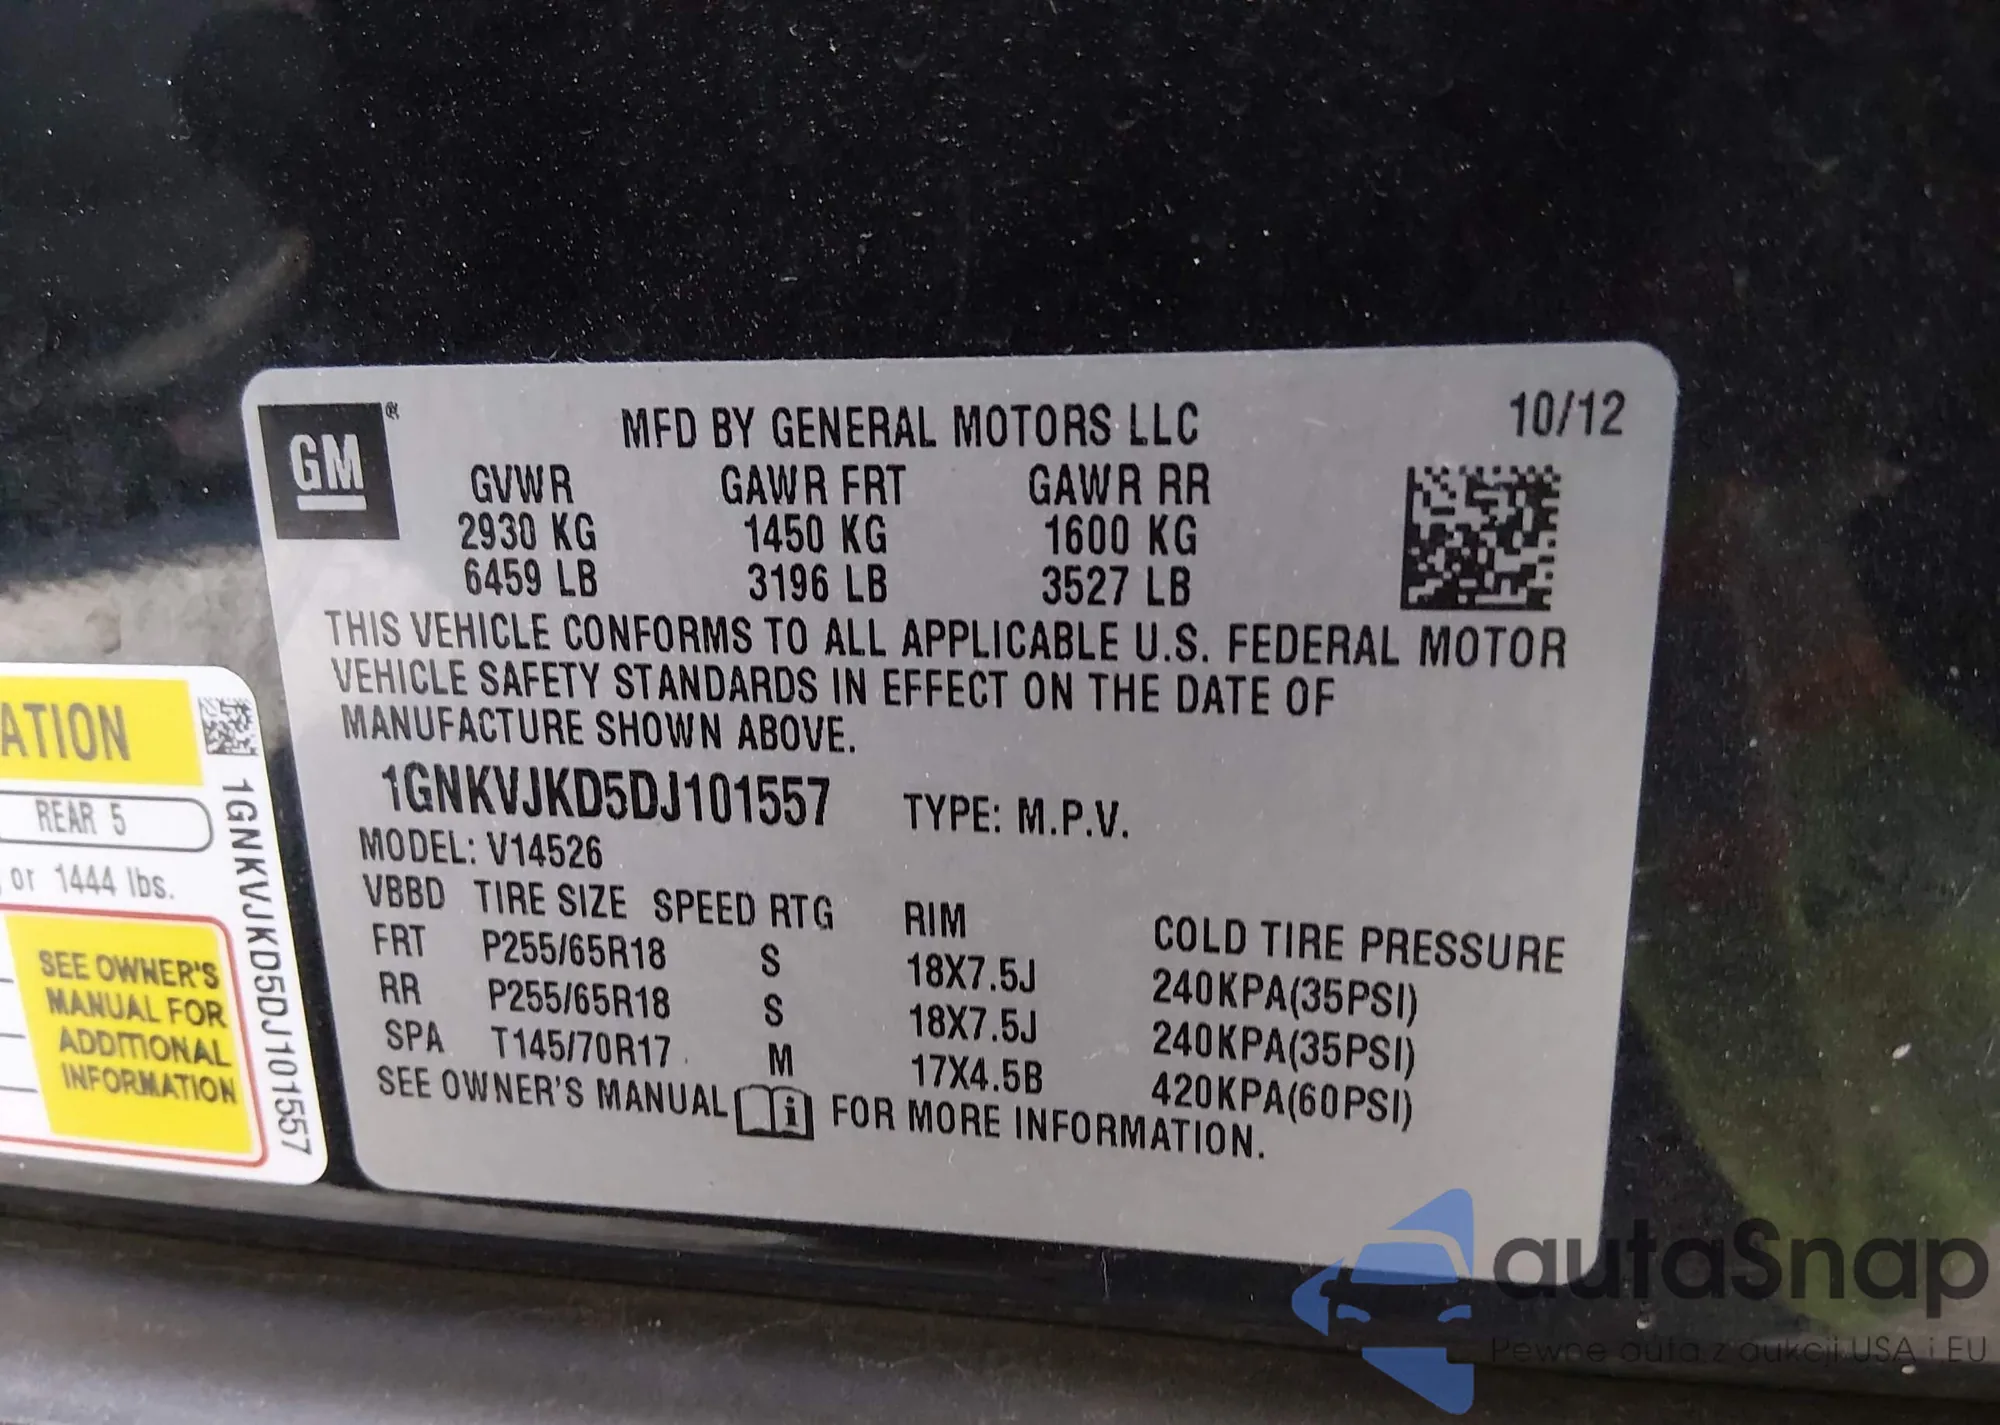 GM®
MFD BY GENERAL MOTORS LLC 10/12
GVWR GAWR FRT GAWR RR
2930 KG 1450 KG 1600 KG
6459 LB 3196 LB 3527 LB
THIS VEHICLE CONFORMS TO ALL APPLICABLE U.S. FEDERAL MOTOR
VEHICLE SAFETY STANDARDS IN EFFECT ON THE DATE OF
MANUFACTURE SHOWN ABOVE.
1GNKVJKD5DJ101557 TYPE: M.P.V.
MODEL: V14526
VBBD TIRE SIZE SPEED RTG RIM COLD TIRE PRESSURE
FRT P255/65R18 S 18X7.5J 240KPA(35PSI)
RR P255/65R18 S 18X7.5J 240KPA(35PSI)
SPA T145/70R17 M 17X4.5B 420KPA(60PSI)
SEE OWNER'S MANUAL i FOR MORE INFORMATION.
ATION
REAR 5
or 1444 lbs.
SEE OWNER'S
MANUAL FOR
ADDITIONAL
INFORMATION
1GNKVJKD5DJ101557
autaSnap
Pewne auta z aukcji USA i EU